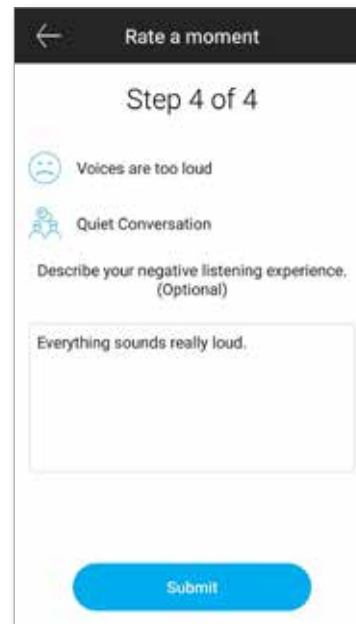 Rate a moment
Step 4 of 4
Voices are too loud
Quiet Conversation
Describe your negative listening experience.
(Optional)
Everything sounds really loud.
Submit